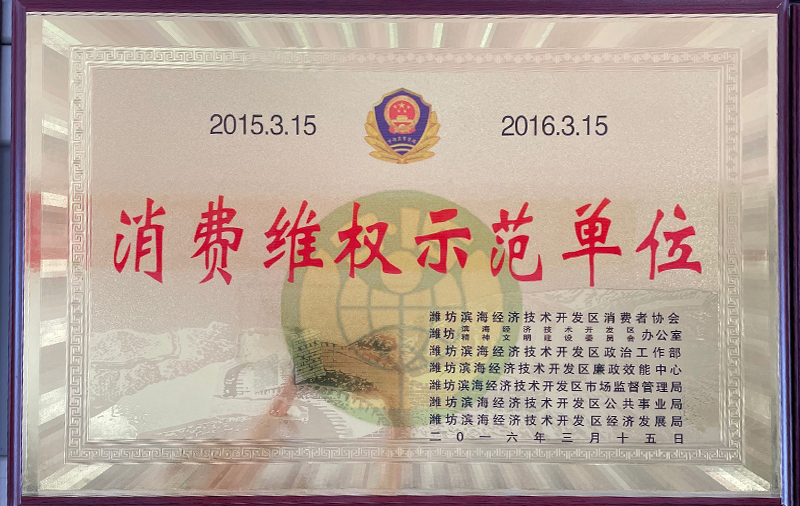 2015.3.15
2016.3.15
消费维权示范单位
潍坊滨海经济技术开发区消费者协会
潍坊滨海经济技术开发区精神文明建设委员会办公室
潍坊滨海经济技术开发区政治工作部
潍坊滨海经济技术开发区廉政效能中心
潍坊滨海经济技术开发区市场监督管理局
潍坊滨海经济技术开发区公共事业局
潍坊滨海经济技术开发区经济发展局
二〇一六年三月十五日